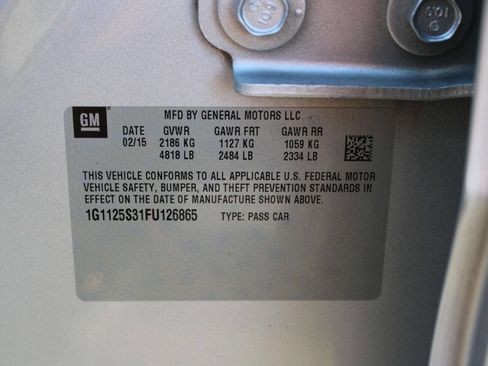 GM
MFD BY GENERAL MOTORS LLC
DATE GVWR GAWR FRT GAWR RR
02/15 2186 KG 1127 KG 1059 KG
4818 LB 2484 LB 2334 LB
THIS VEHICLE CONFORMS TO ALL APPLICABLE U.S. FEDERAL MOTOR
VEHICLE SAFETY, BUMPER, AND THEFT PREVENTION STANDARDS IN
EFFECT ON THE DATE OF MANUFACTURE SHOWN ABOVE.
1G1125S31FU126865 TYPE: PASS CAR